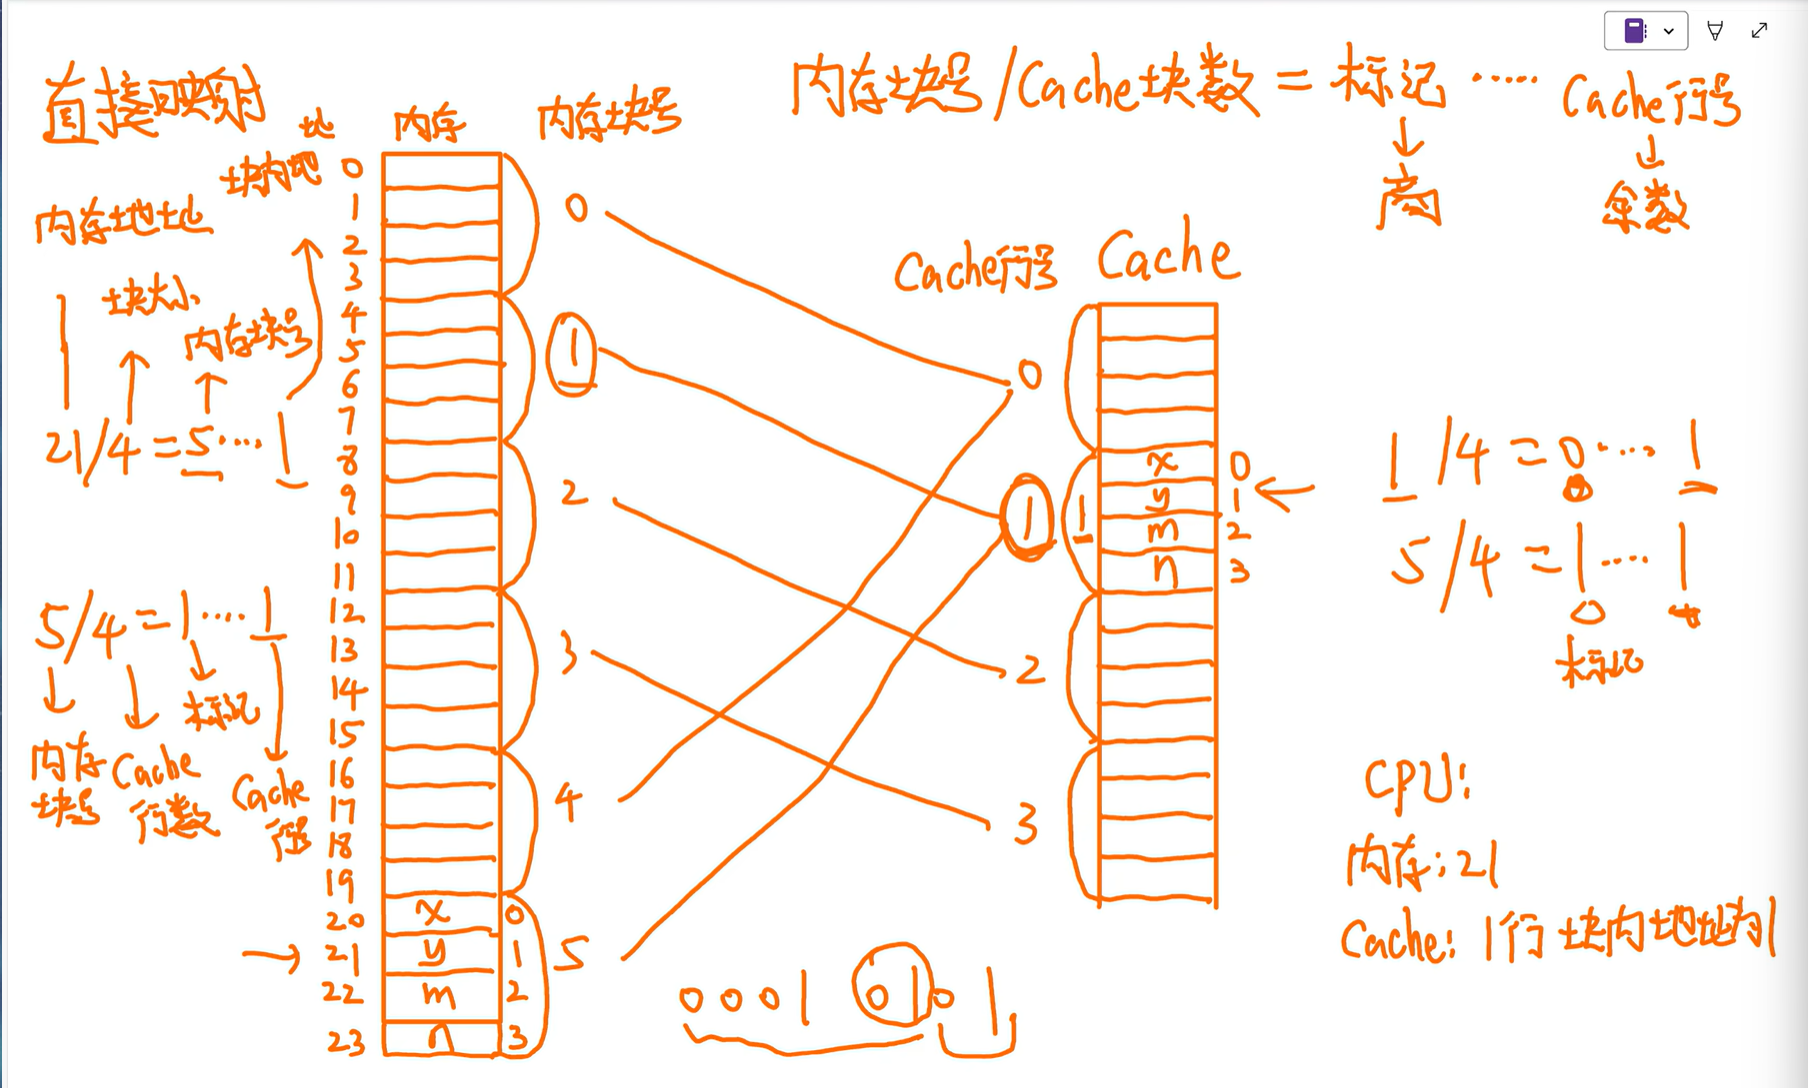 直接映射
内存块号/Cache块数=标记……Cache行号
商
余数
地
内存
内存块号
块内地
内存地址
块大小
内存块号
21/4=5……1
5/4=1……1
内存块号
Cache行数
标记
Cache行号
0
1
2
3
4
5
6
7
8
9
10
11
12
13
14
15
16
17
18
19
20 x 0
21 y 1
22 m 2
23 n 3
0
1
2
3
4
5
Cache行号
Cache
0
1
2
3
1
x 0
y 1
m 2
n 3
1/4=0……1
0
5/4=1……1
标记
CPU:
内存:21
Cache:1行块内地址为1
0001 0101